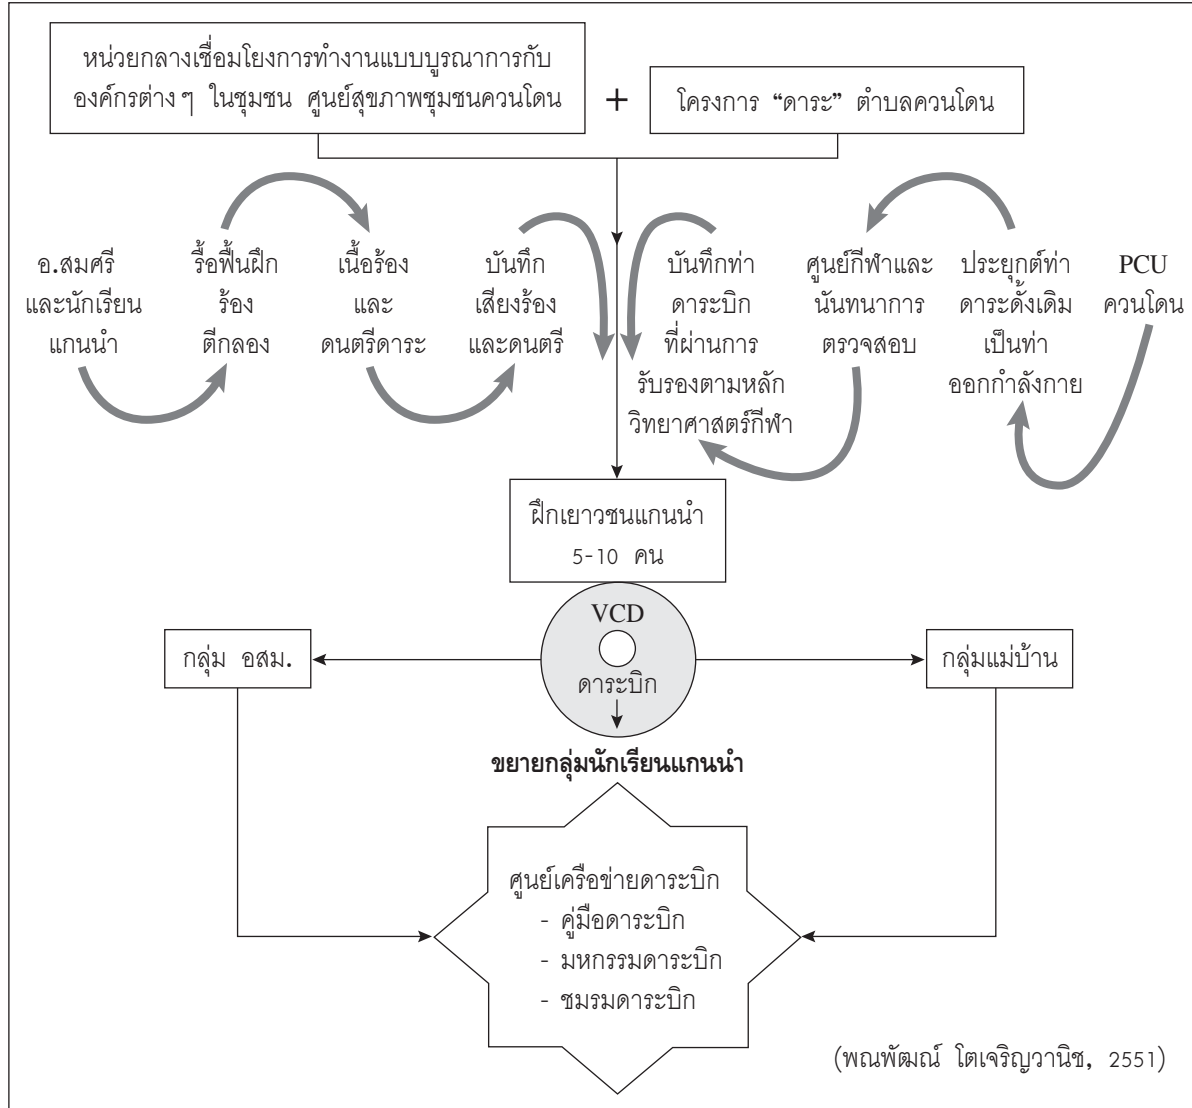 หน่วยกลางเชื่อมโยงการทำงานแบบบูรณาการกับ
องค์กรต่างๆ ในชุมชน ศูนย์สุขภาพชุมชนควนโดน
+
โครงการ “ดาระ” ตำบลควนโดน
อ.สมศรี
และนักเรียน
แกนนำ
รื้อฟื้นฝึก
ร้อง
ตีกลอง
เนื้อร้อง
และ
ดนตรีดาระ
บันทึก
เสียงร้อง
และดนตรี
บันทึกท่า
ดาระบิก
ที่ผ่านการ
รับรองตามหลัก
วิทยาศาสตร์กีฬา
ศูนย์กีฬาและ
นันทนาการ
ตรวจสอบ
ประยุกต์ท่า
ดาระดั้งเดิม
เป็นท่า
ออกกำลังกาย
PCU
ควนโดน
ฝึกเยาวชนแกนนำ
5-10 คน
VCD
ดาระบิก
กลุ่ม อสม.
กลุ่มแม่บ้าน
ขยายกลุ่มนักเรียนแกนนำ
ศูนย์เครือข่ายดาระบิก
- คู่มือดาระบิก
- มหกรรมดาระบิก
- ชมรมดาระบิก
(พณพัฒณ์ โตเจริญวานิช, 2551)